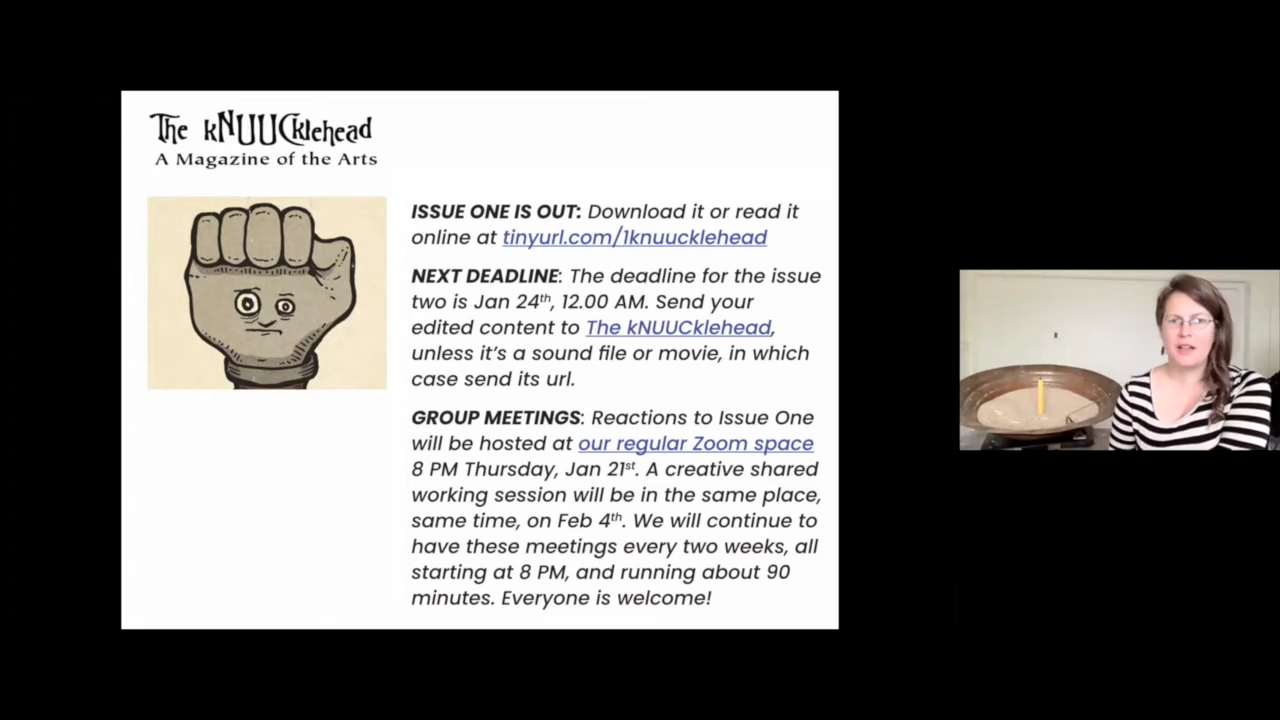 The kNUUCklehead
A Magazine of the Arts
ISSUE ONE IS OUT: Download it or read it
online at tinyurl.com/1knuucklehead
NEXT DEADLINE: The deadline for the issue
two is Jan 24th, 12.00 AM. Send your
edited content to The kNUUCklehead,
unless it's a sound file or movie, in which
case send its url.
GROUP MEETINGS: Reactions to Issue One
will be hosted at our regular Zoom space
8 PM Thursday, Jan 21st. A creative shared
working session will be in the same place,
same time, on Feb 4th. We will continue to
have these meetings every two weeks, all
starting at 8 PM, and running about 90
minutes. Everyone is welcome!